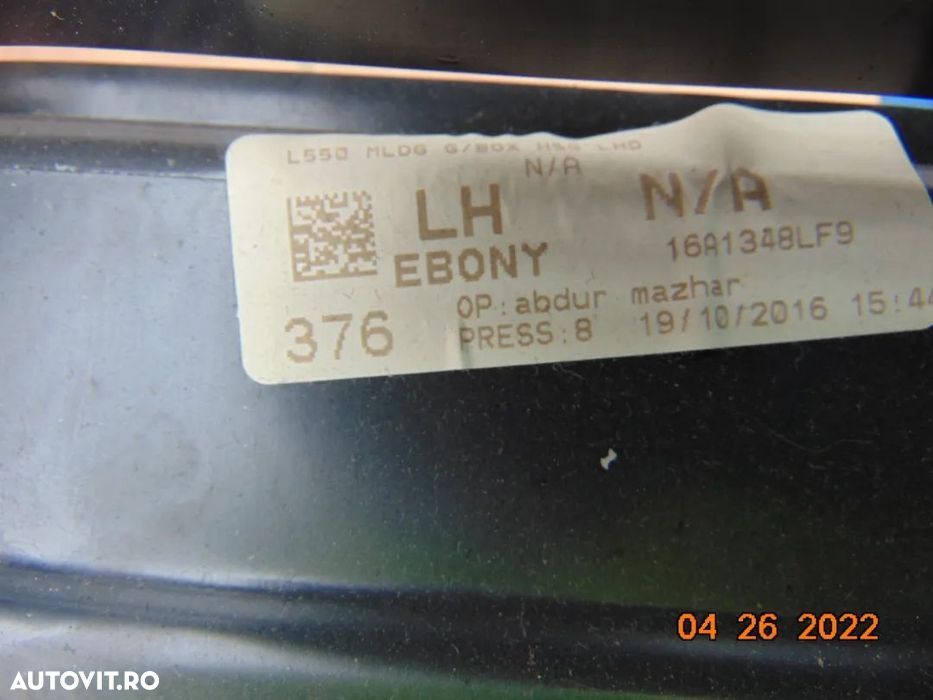 L550 MLDG G/BOX HSG LHD
N/A
LH N/A
EBONY 16A1348LF9
OP:abdur mazhar
376 PRESS:8 19/10/2016 15:44
04 26 2022
AUTOVIT.RO